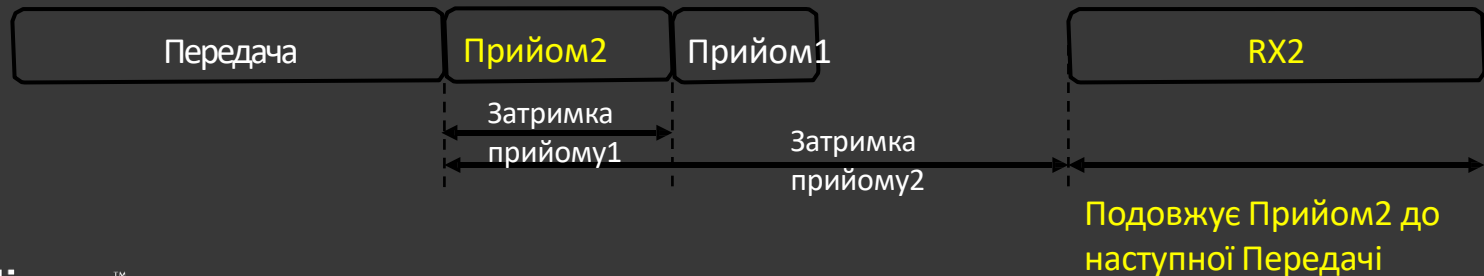 Передача
Прийом2
Прийом1
RX2
Затримка
прийому1
Затримка
прийому2
Подовжує Прийом2 до
наступної Передачі